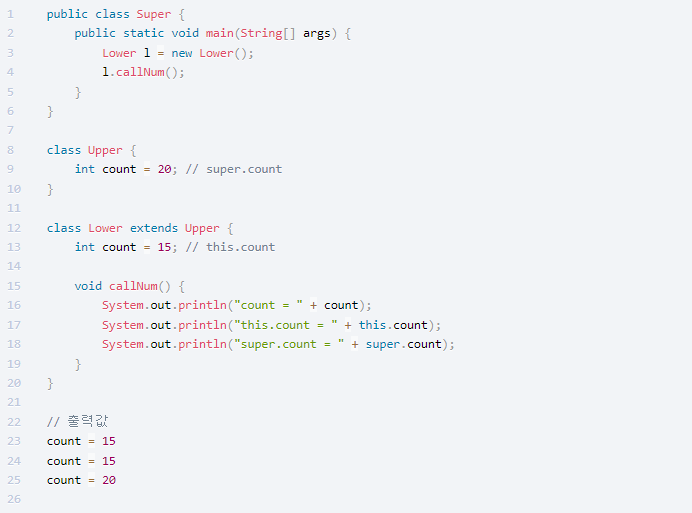 1 public class Super {
2     public static void main(String[] args) {
3         Lower l = new Lower();
4         l.callNum();
5     }
6 }
7
8 class Upper {
9     int count = 20; // super.count
10 }
11
12 class Lower extends Upper {
13     int count = 15; // this.count
14
15     void callNum() {
16         System.out.println("count = " + count);
17         System.out.println("this.count = " + this.count);
18         System.out.println("super.count = " + super.count);
19     }
20 }
21
22 // 출력값
23 count = 15
24 count = 15
25 count = 20
26